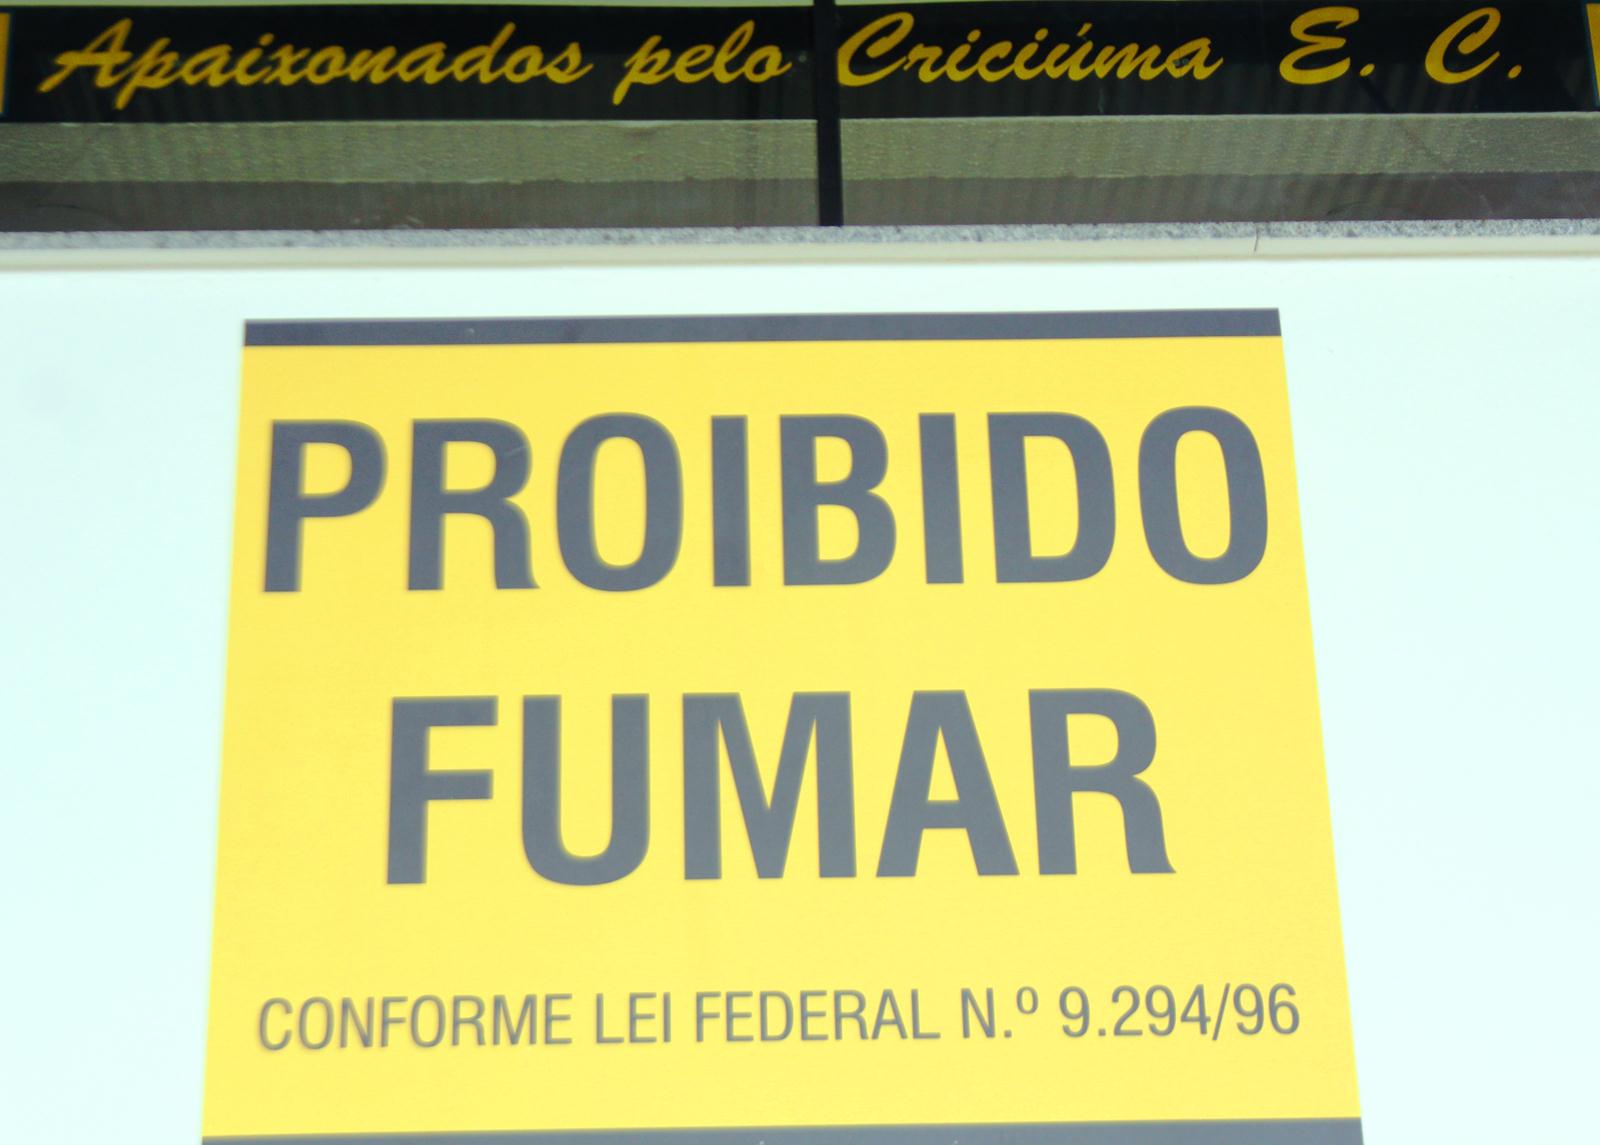 Apaixonados pelo Criciúma E. C.
PROIBIDO
FUMAR
CONFORME LEI FEDERAL N.º 9.294/96